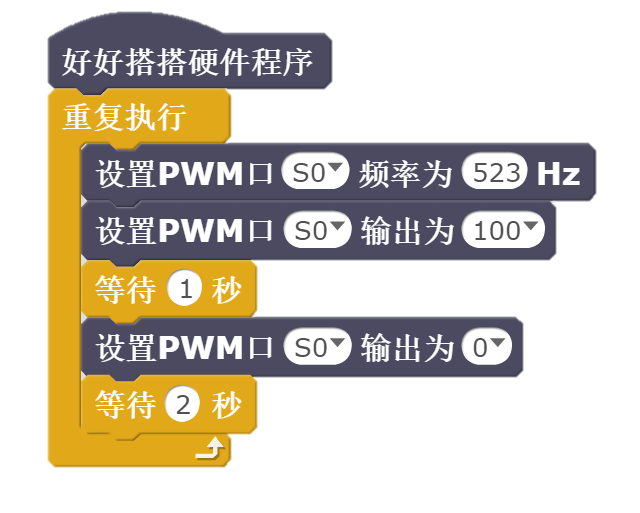 好好搭搭硬件程序
重复执行
设置PWM口 S0 频率为 523 Hz
设置PWM口 S0 输出为 100
等待 1 秒
设置PWM口 S0 输出为 0
等待 2 秒